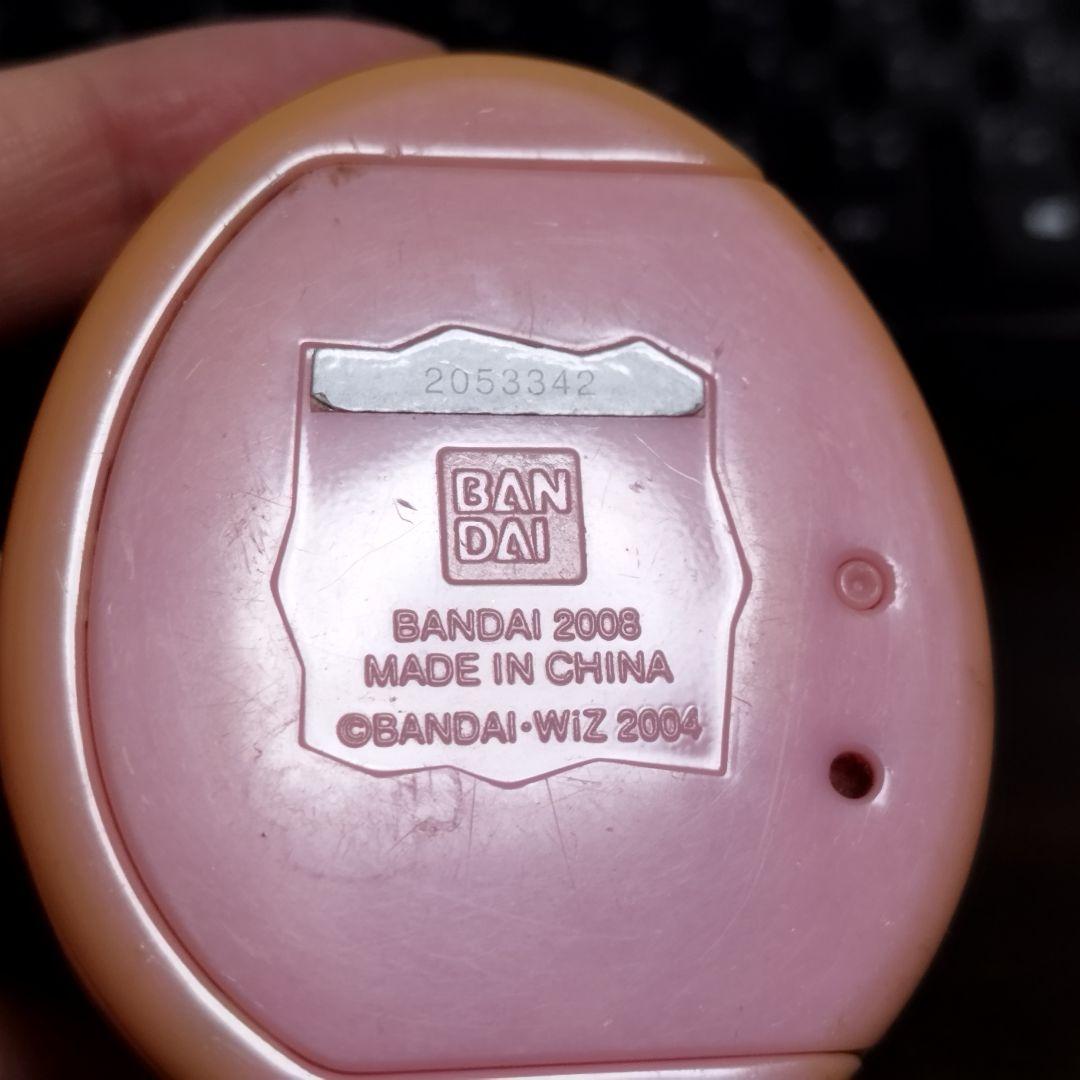 2053342
BAN
DAI
BANDAI 2008
MADE IN CHINA
©BANDAI•WiZ 2004